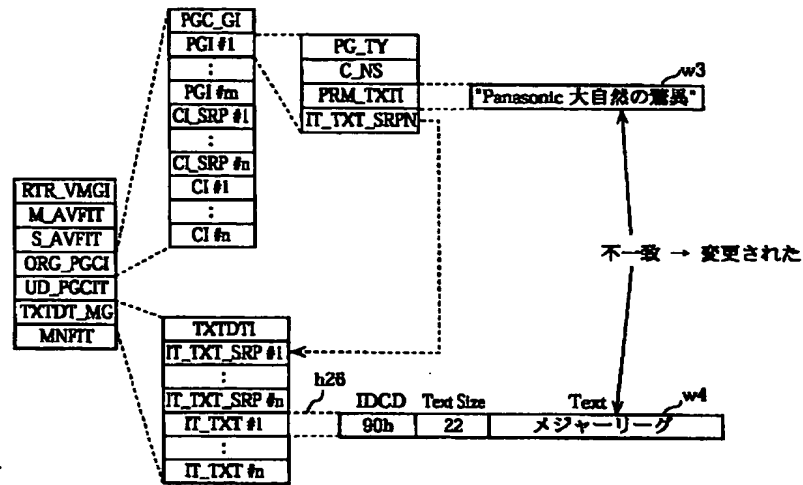 PGC_GI
PGI #1
:
PGI #m
CI_SRP #1
:
CI_SRP #n
CI #1
:
CI #n
PG_TY
C_NS
PRM_TXTI
IT_TXT_SRPN
w3
"Panasonic 大自然の驚異"
RTR_VMGI
M_AVFIT
S_AVFIT
ORG_PGCI
UD_PGCIT
TXTDT_MG
MNFIT
不一致 → 変更された
TXTDTI
IT_TXT_SRP #1
:
IT_TXT_SRP #n
IT_TXT #1
:
IT_TXT #n
h26
IDCD Text Size Text
w4
90h 22 メジャーリーグ